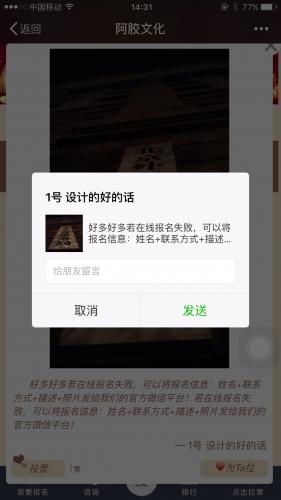 中国移动
14:31
77%
返回
阿胶文化
1号 设计的好的话
好多好多若在线报名失败，可以将
报名信息：姓名+联系方式+描述...
给朋友留言
取消
发送
好多好多若在线报名失败，可以将报名信息：姓名+联系
方式+描述+照片发给我们的官方微信平台！若在线报名
失败，可以将报名信息：姓名+联系方式+描述+照片发给我们的
官方微信平台！
— 1号 设计的好的话
投票
1票
为Ta拉
我要报名
咨询
投
排行
点击拉票